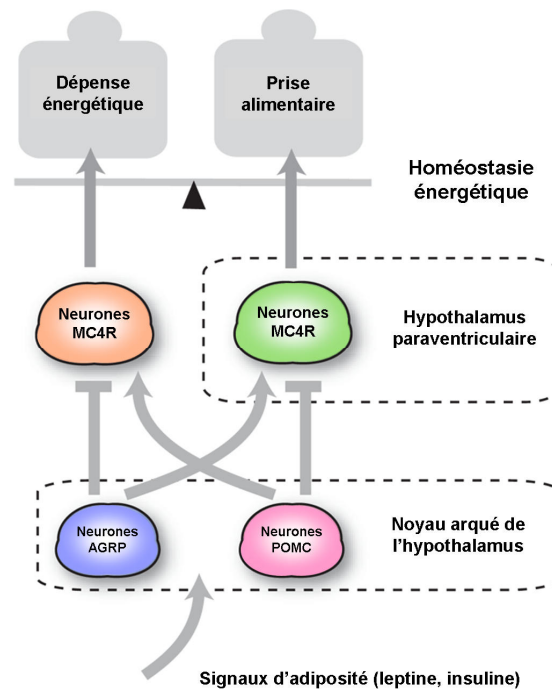 Dépense
énergétique
Prise
alimentaire
Homéostasie
énergétique
Neurones
MC4R
Neurones
MC4R
Hypothalamus
paraventriculaire
Neurones
AGRP
Neurones
POMC
Noyau arqué de
l'hypothalamus
Signaux d'adiposité (leptine, insuline)